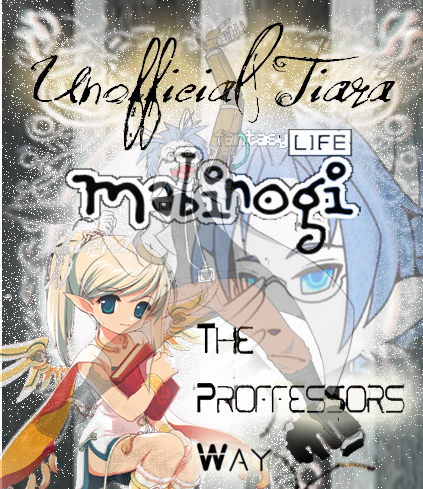 Unofficial Tiara
fantasy LIFE
mabinogi
The
Proffessors
Way